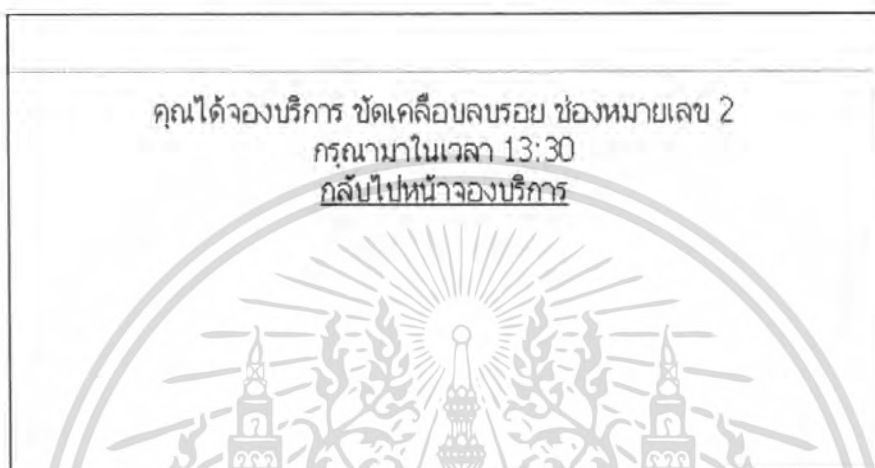 คุณได้จองบริการ ขัดเคลือบลบรอย ช่องหมายเลข 2
กรุณามาในเวลา 13:30
กลับไปหน้าจองบริการ